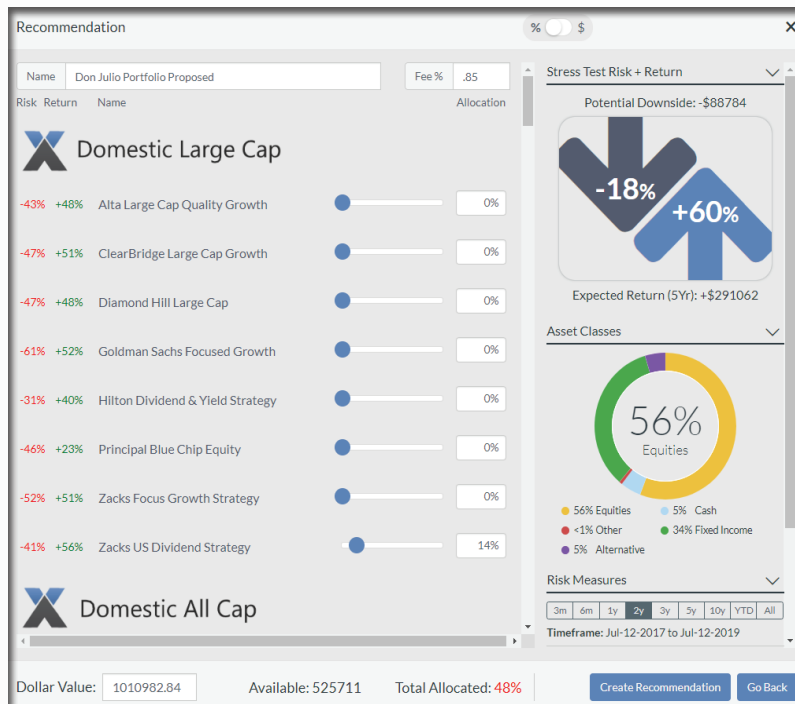 Recommendation
% $
Name Don Julio Portfolio Proposed Fee % .85
Risk Return Name Allocation
Domestic Large Cap
-43% +48% Alta Large Cap Quality Growth 0%
-47% +51% ClearBridge Large Cap Growth 0%
-47% +48% Diamond Hill Large Cap 0%
-61% +52% Goldman Sachs Focused Growth 0%
-31% +40% Hilton Dividend & Yield Strategy 0%
-46% +23% Principal Blue Chip Equity 0%
-52% +51% Zacks Focus Growth Strategy 0%
-41% +56% Zacks US Dividend Strategy 14%
Domestic All Cap
Stress Test Risk + Return
Potential Downside: -$88784
-18%
+60%
Expected Return (5Yr): +$291062
Asset Classes
56%
Equities
56% Equities 5% Cash
<1% Other 34% Fixed Income
5% Alternative
Risk Measures
3m 6m 1y 2y 3y 5y 10y YTD All
Timeframe: Jul-12-2017 to Jul-12-2019
Dollar Value: 1010982.84 Available: 525711 Total Allocated: 48% Create Recommendation Go Back